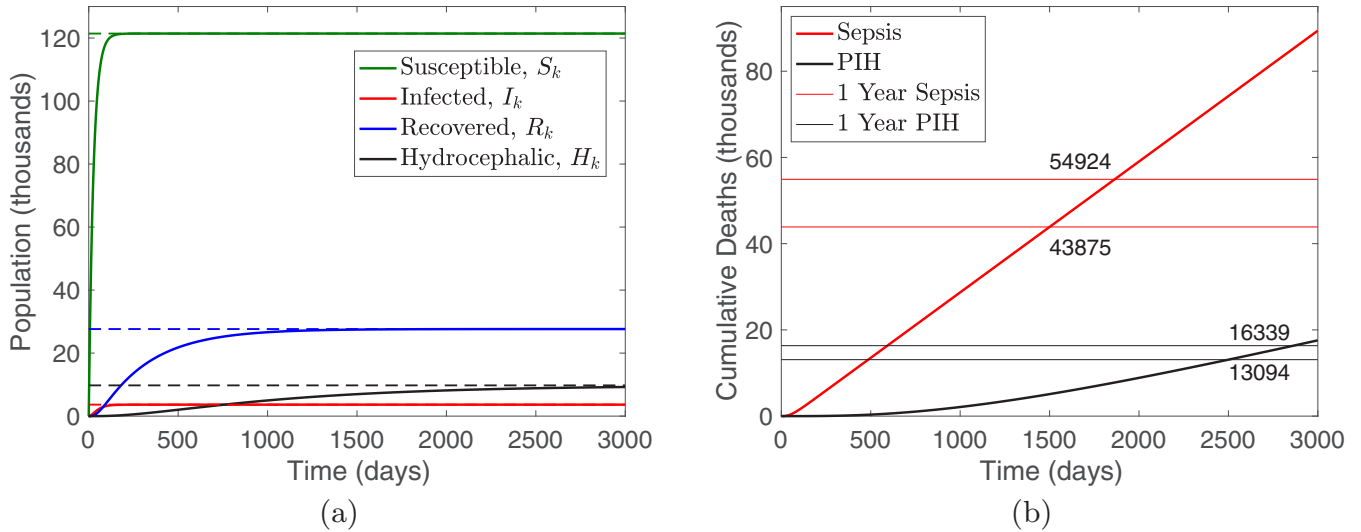 Population (thousands)
120
100
80
60
40
20
0
Susceptible, S_k
Infected, I_k
Recovered, R_k
Hydrocephalic, H_k
0 500 1000 1500 2000 2500 3000
Time (days)
(a)
Cumulative Deaths (thousands)
80
60
40
20
0
Sepsis
PIH
1 Year Sepsis
1 Year PIH
54924
43875
16339
13094
0 500 1000 1500 2000 2500 3000
Time (days)
(b)